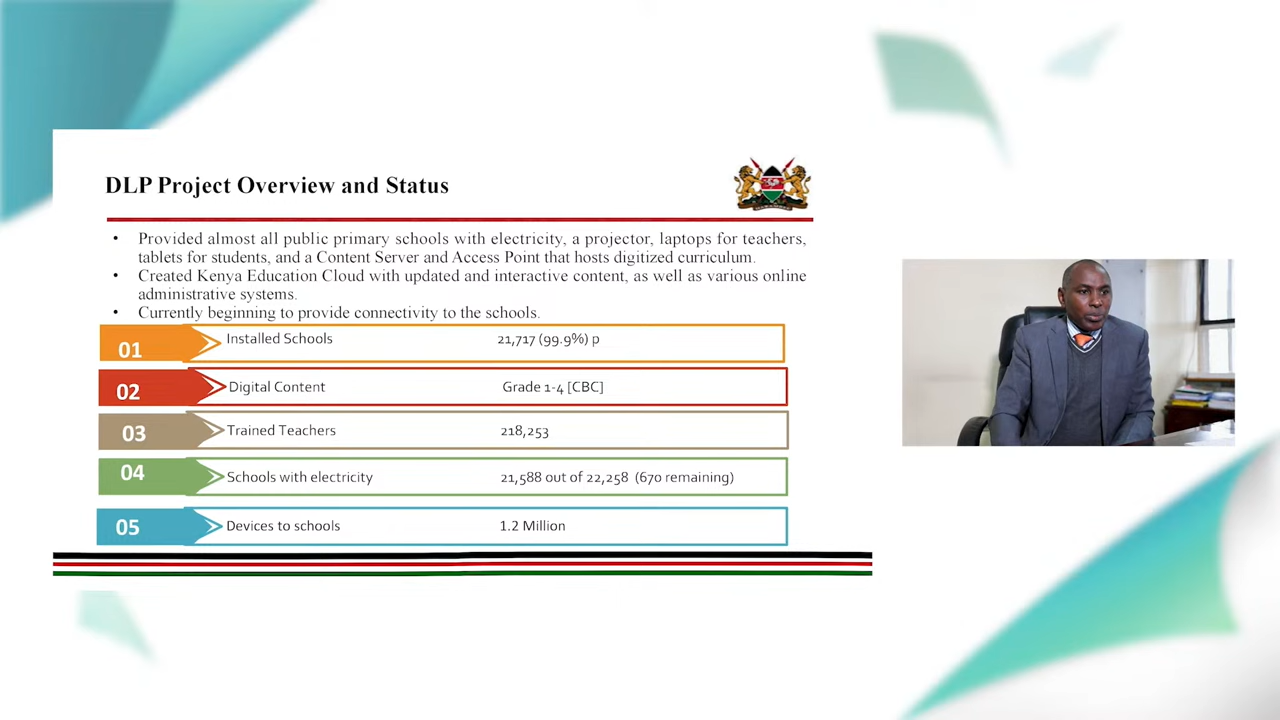 DLP Project Overview and Status
• Provided almost all public primary schools with electricity, a projector, laptops for teachers,
tablets for students, and a Content Server and Access Point that hosts digitized curriculum.
• Created Kenya Education Cloud with updated and interactive content, as well as various online
administrative systems.
• Currently beginning to provide connectivity to the schools.
01 Installed Schools 21,717 (99.9%) p
02 Digital Content Grade 1-4 [CBC]
03 Trained Teachers 218,253
04 Schools with electricity 21,588 out of 22,258 (670 remaining)
05 Devices to schools 1.2 Million